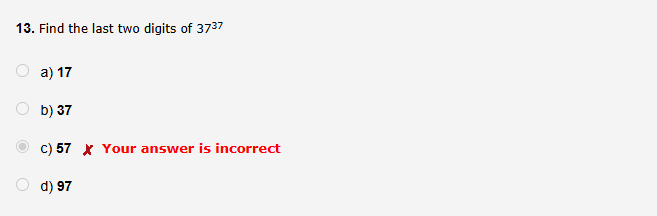 13. Find the last two digits of 37³⁷
a) 17
b) 37
c) 57 ✘ Your answer is incorrect
d) 97